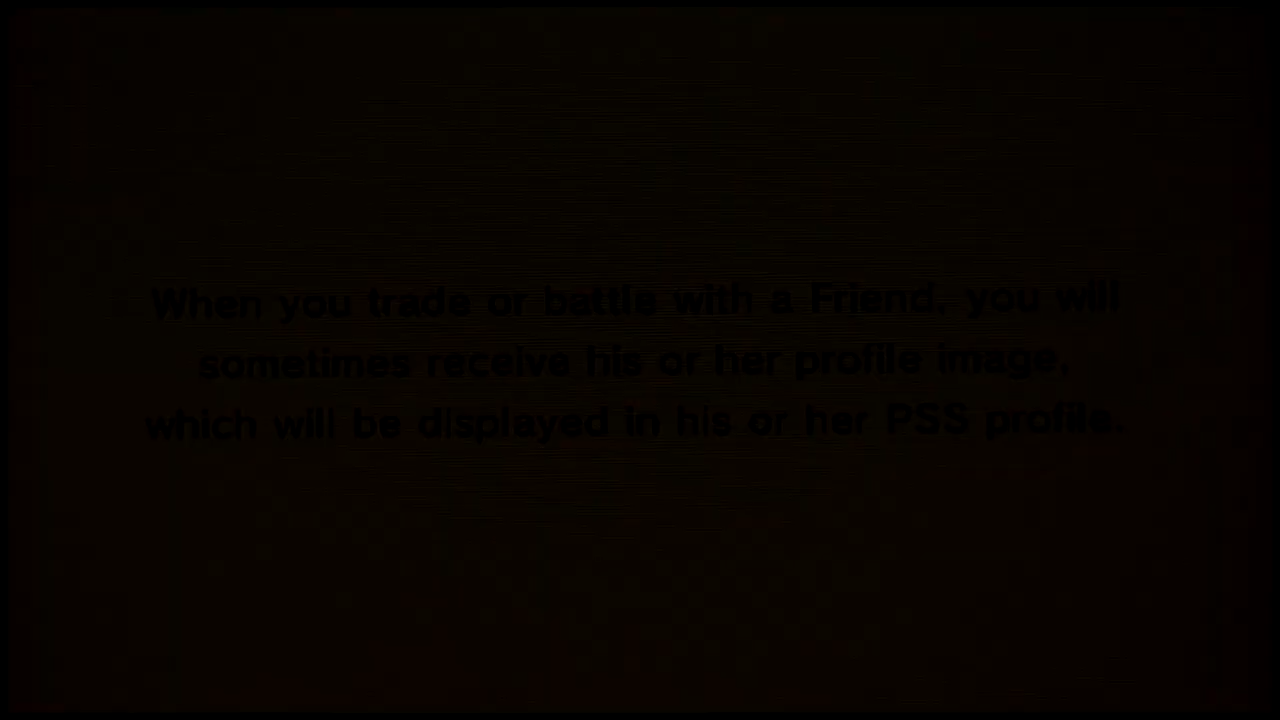 When you trade or battle with a Friend, you will
sometimes receive his or her profile image,
which will be displayed in his or her PSS profile.